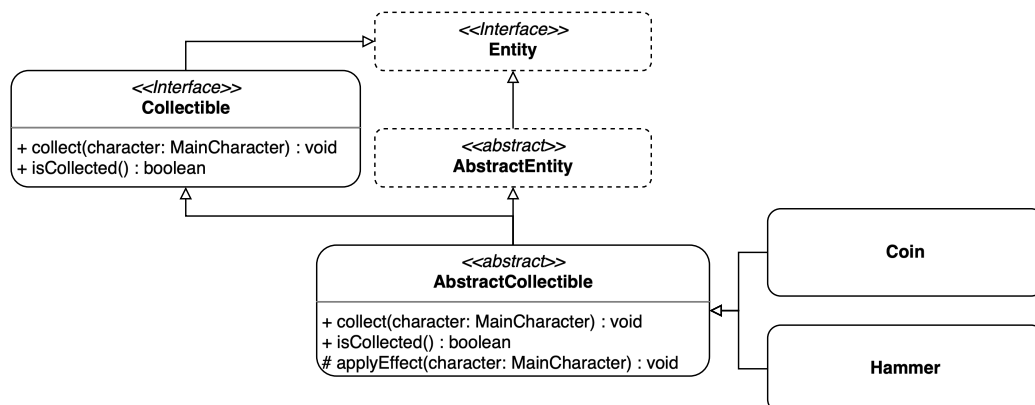 <<Interface>>
Entity
<<Interface>>
Collectible
+ collect(character: MainCharacter) : void
+ isCollected() : boolean
<<abstract>>
AbstractEntity
<<abstract>>
AbstractCollectible
+ collect(character: MainCharacter) : void
+ isCollected() : boolean
# applyEffect(character: MainCharacter) : void
Coin
Hammer